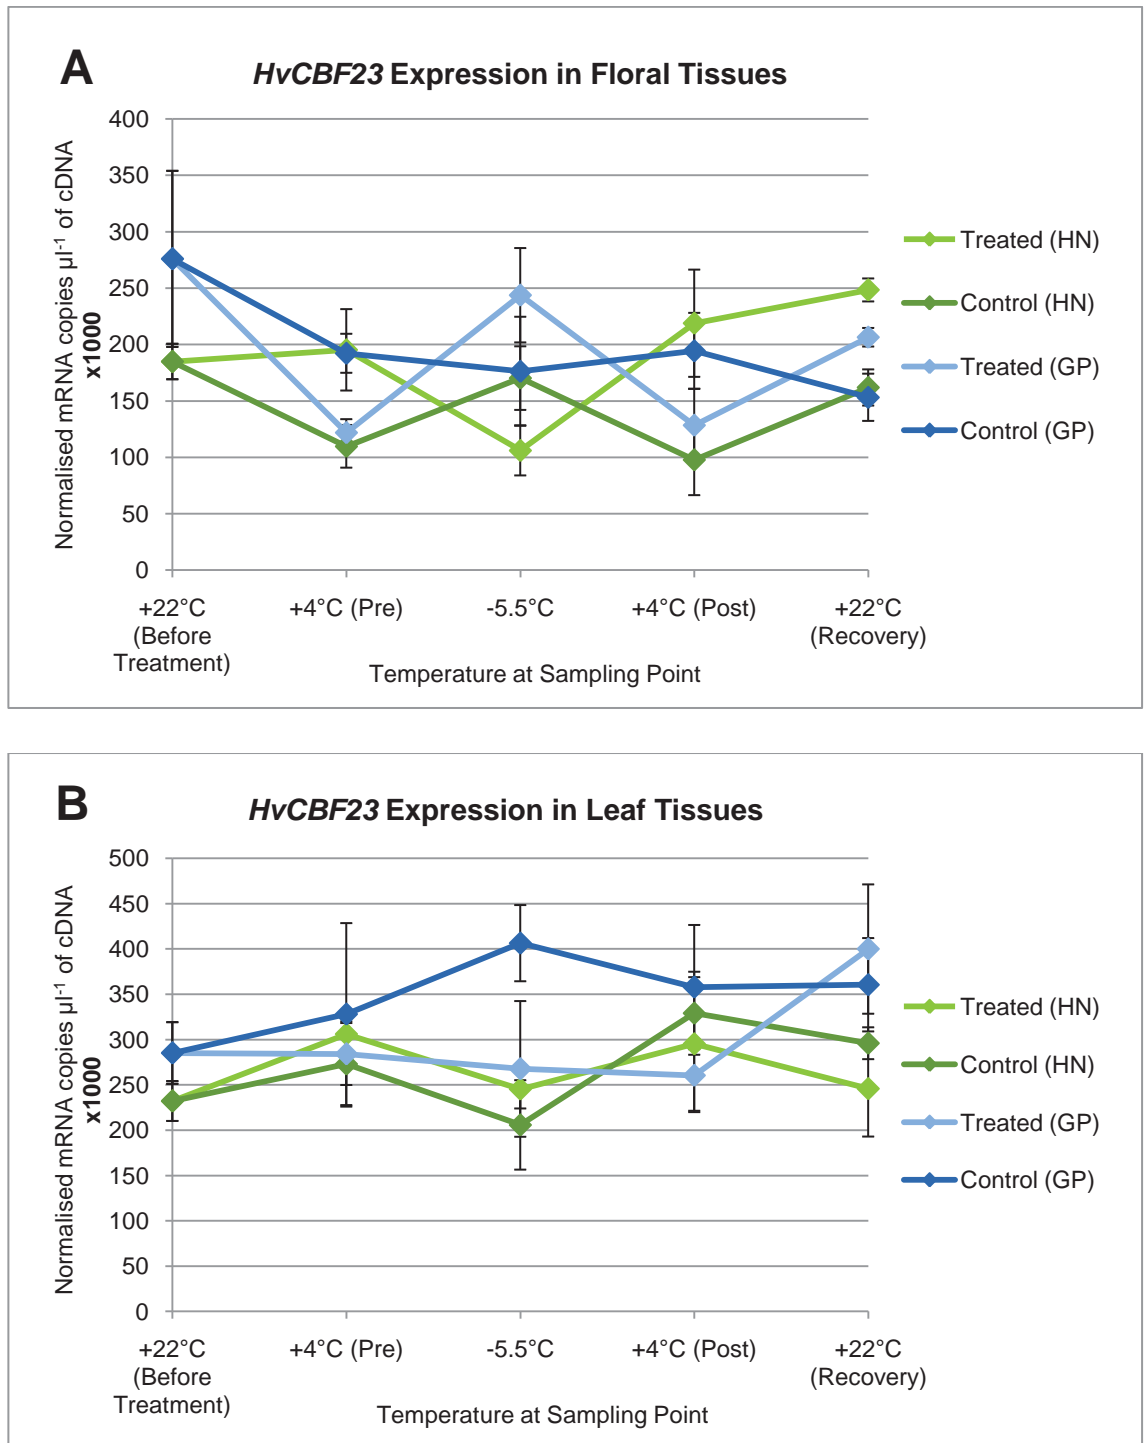 A
HvCBF23 Expression in Floral Tissues
Normalised mRNA copies µl-1 of cDNA
x1000
400
350
300
250
200
150
100
50
0
+22°C
(Before
Treatment)
+4°C (Pre)
-5.5°C
+4°C (Post)
+22°C
(Recovery)
Temperature at Sampling Point
Treated (HN)
Control (HN)
Treated (GP)
Control (GP)
B
HvCBF23 Expression in Leaf Tissues
Normalised mRNA copies µl-1 of cDNA
x1000
500
450
400
350
300
250
200
150
100
50
0
+22°C
(Before
Treatment)
+4°C (Pre)
-5.5°C
+4°C (Post)
+22°C
(Recovery)
Temperature at Sampling Point
Treated (HN)
Control (HN)
Treated (GP)
Control (GP)